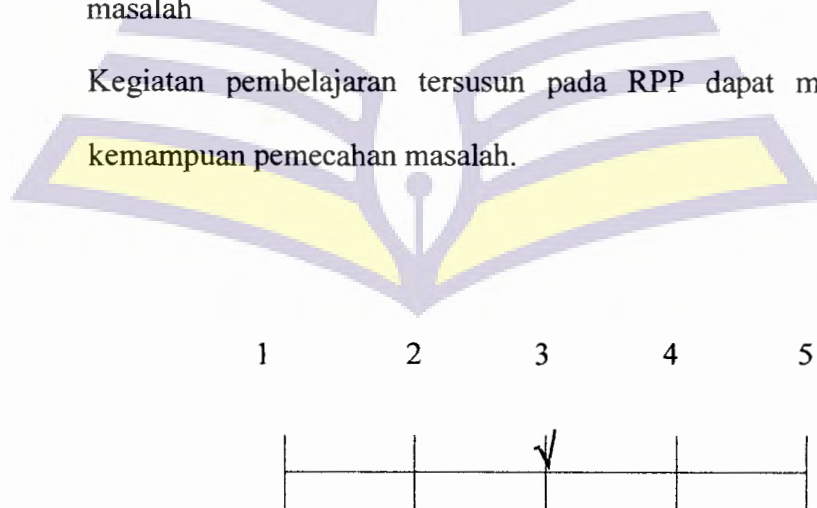 masalah
Kegiatan pembelajaran tersusun pada RPP dapat
kemampuan pemecahan masalah.
1 2 3 4 5